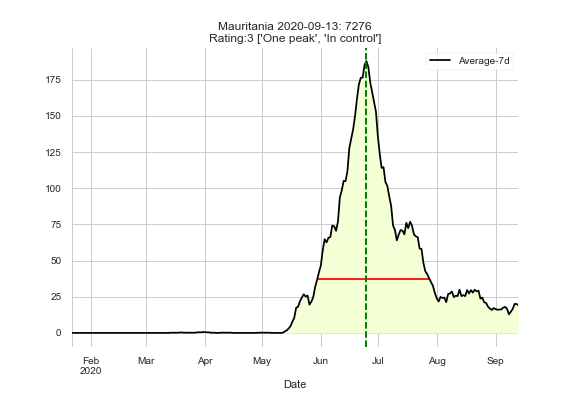 Mauritania 2020-09-13: 7276
Rating:3 ['One peak', 'In control']
Average-7d
175
150
125
100
75
50
25
0
Feb Mar Apr May Jun Jul Aug Sep
2020
Date